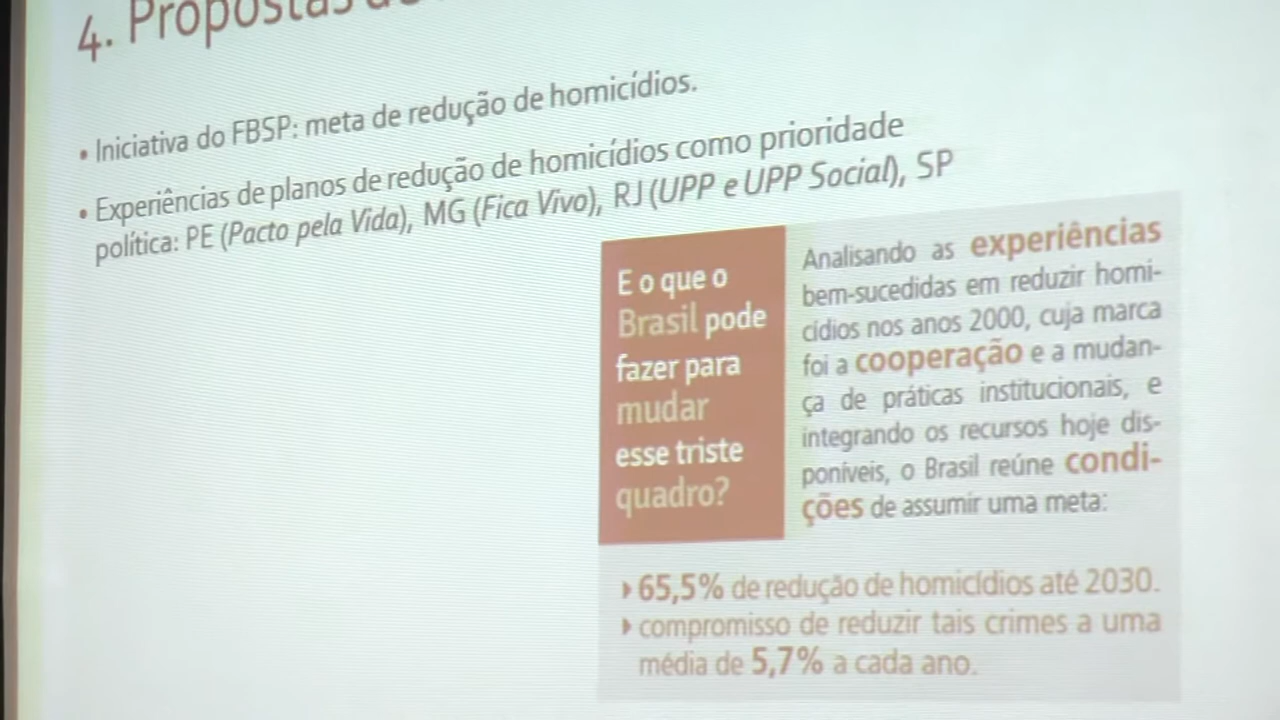 4. Propostas
• Iniciativa do FBSP: meta de redução de homicídios.
• Experiências de planos de redução de homicídios como prioridade
política: PE (Pacto pela Vida), MG (Fica Vivo), RJ (UPP e UPP Social), SP
E o que o
Brasil pode
fazer para
mudar
esse triste
quadro?
Analisando as experiências
bem-sucedidas em reduzir homi-
cídios nos anos 2000, cuja marca
foi a cooperação e a mudan-
ça de práticas institucionais, e
integrando os recursos hoje dis-
poníveis, o Brasil reúne condi-
ções de assumir uma meta:
65,5% de redução de homicídios até 2030.
compromisso de reduzir tais crimes a uma
média de 5,7% a cada ano.